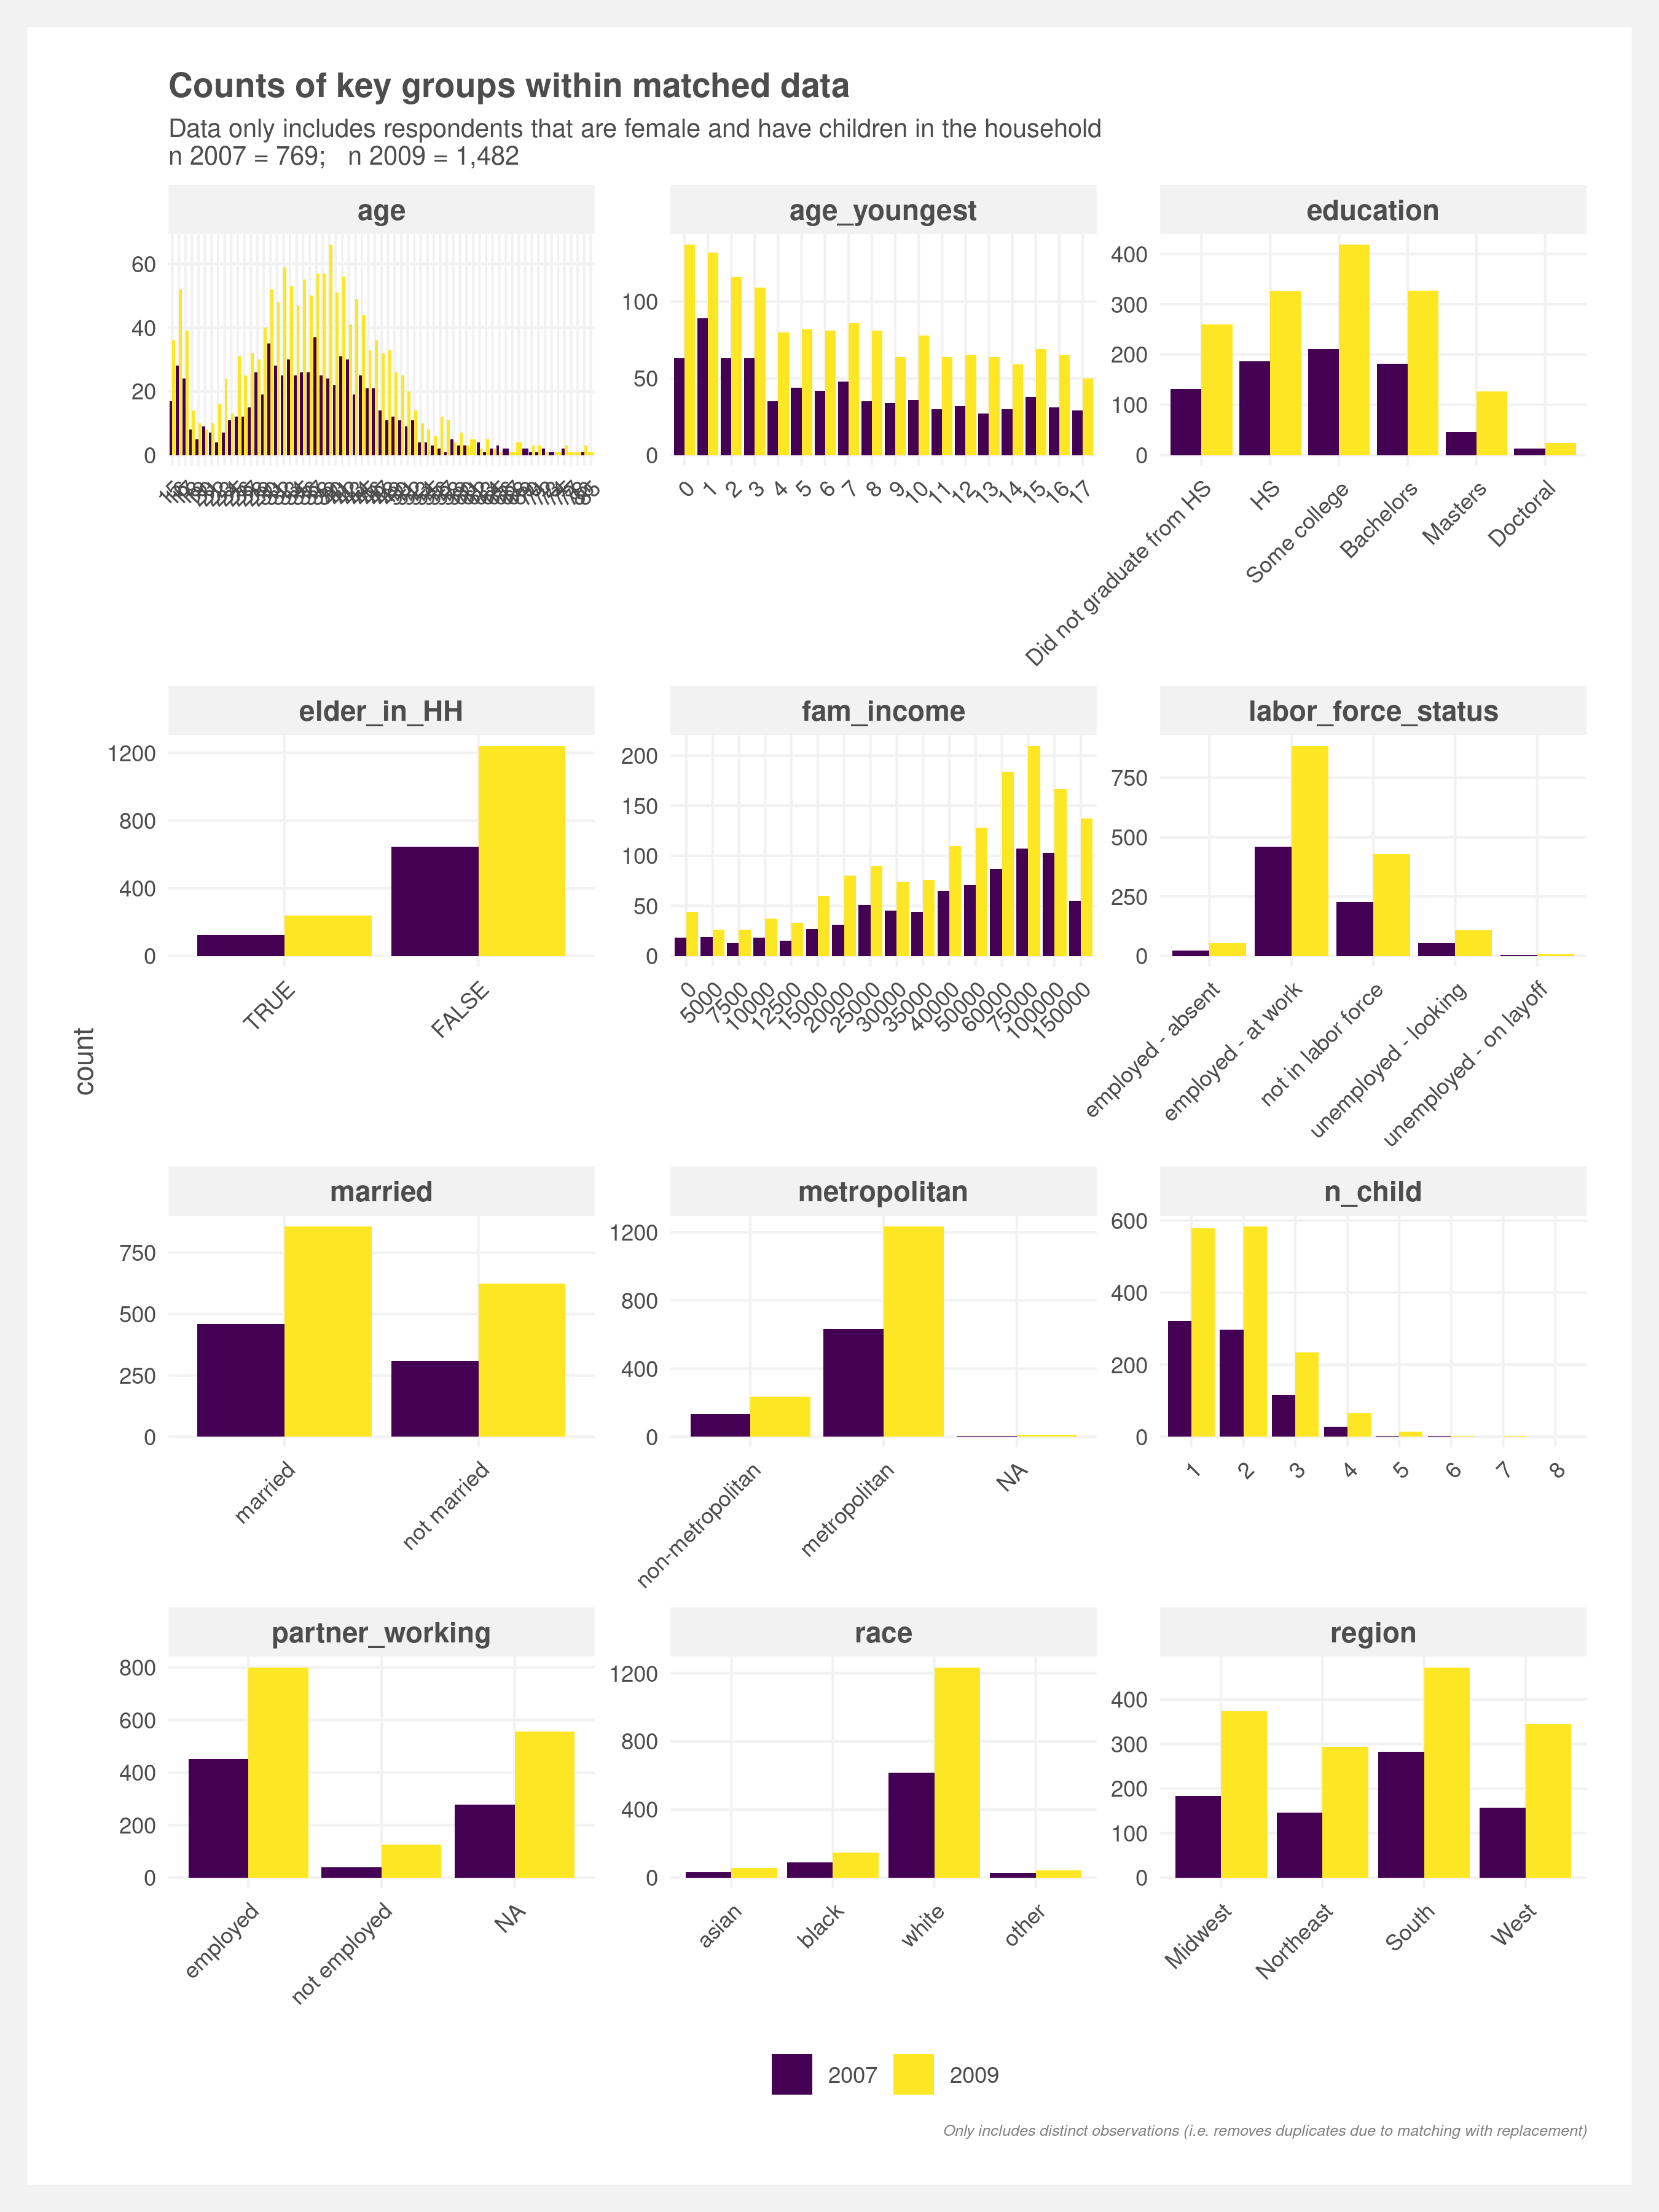 Counts of key groups within matched data
Data only includes respondents that are female and have children in the household
n 2007 = 769;   n 2009 = 1,482
age
age_youngest
education
60
40
20
0
100
50
0
400
300
200
100
0
0 1 2 3 4 5 6 7 8 9 10 11 12 13 14 15 16 17
Did not graduate from HS
HS
Some college
Bachelors
Masters
Doctoral
elder_in_HH
fam_income
labor_force_status
1200
800
400
0
200
150
100
50
0
750
500
250
0
TRUE
FALSE
0 5000 7500 10000 12500 15000 20000 25000 30000 35000 40000 50000 60000 75000 100000 150000
employed - absent
employed - at work
not in labor force
unemployed - looking
unemployed - on layoff
count
married
metropolitan
n_child
750
500
250
0
1200
800
400
0
600
400
200
0
married
not married
non-metropolitan
metropolitan
NA
1 2 3 4 5 6 7 8
partner_working
race
region
800
600
400
200
0
1200
800
400
0
400
300
200
100
0
employed
not employed
NA
asian
black
white
other
Midwest
Northeast
South
West
2007
2009
Only includes distinct observations (i.e. removes duplicates due to matching with replacement)